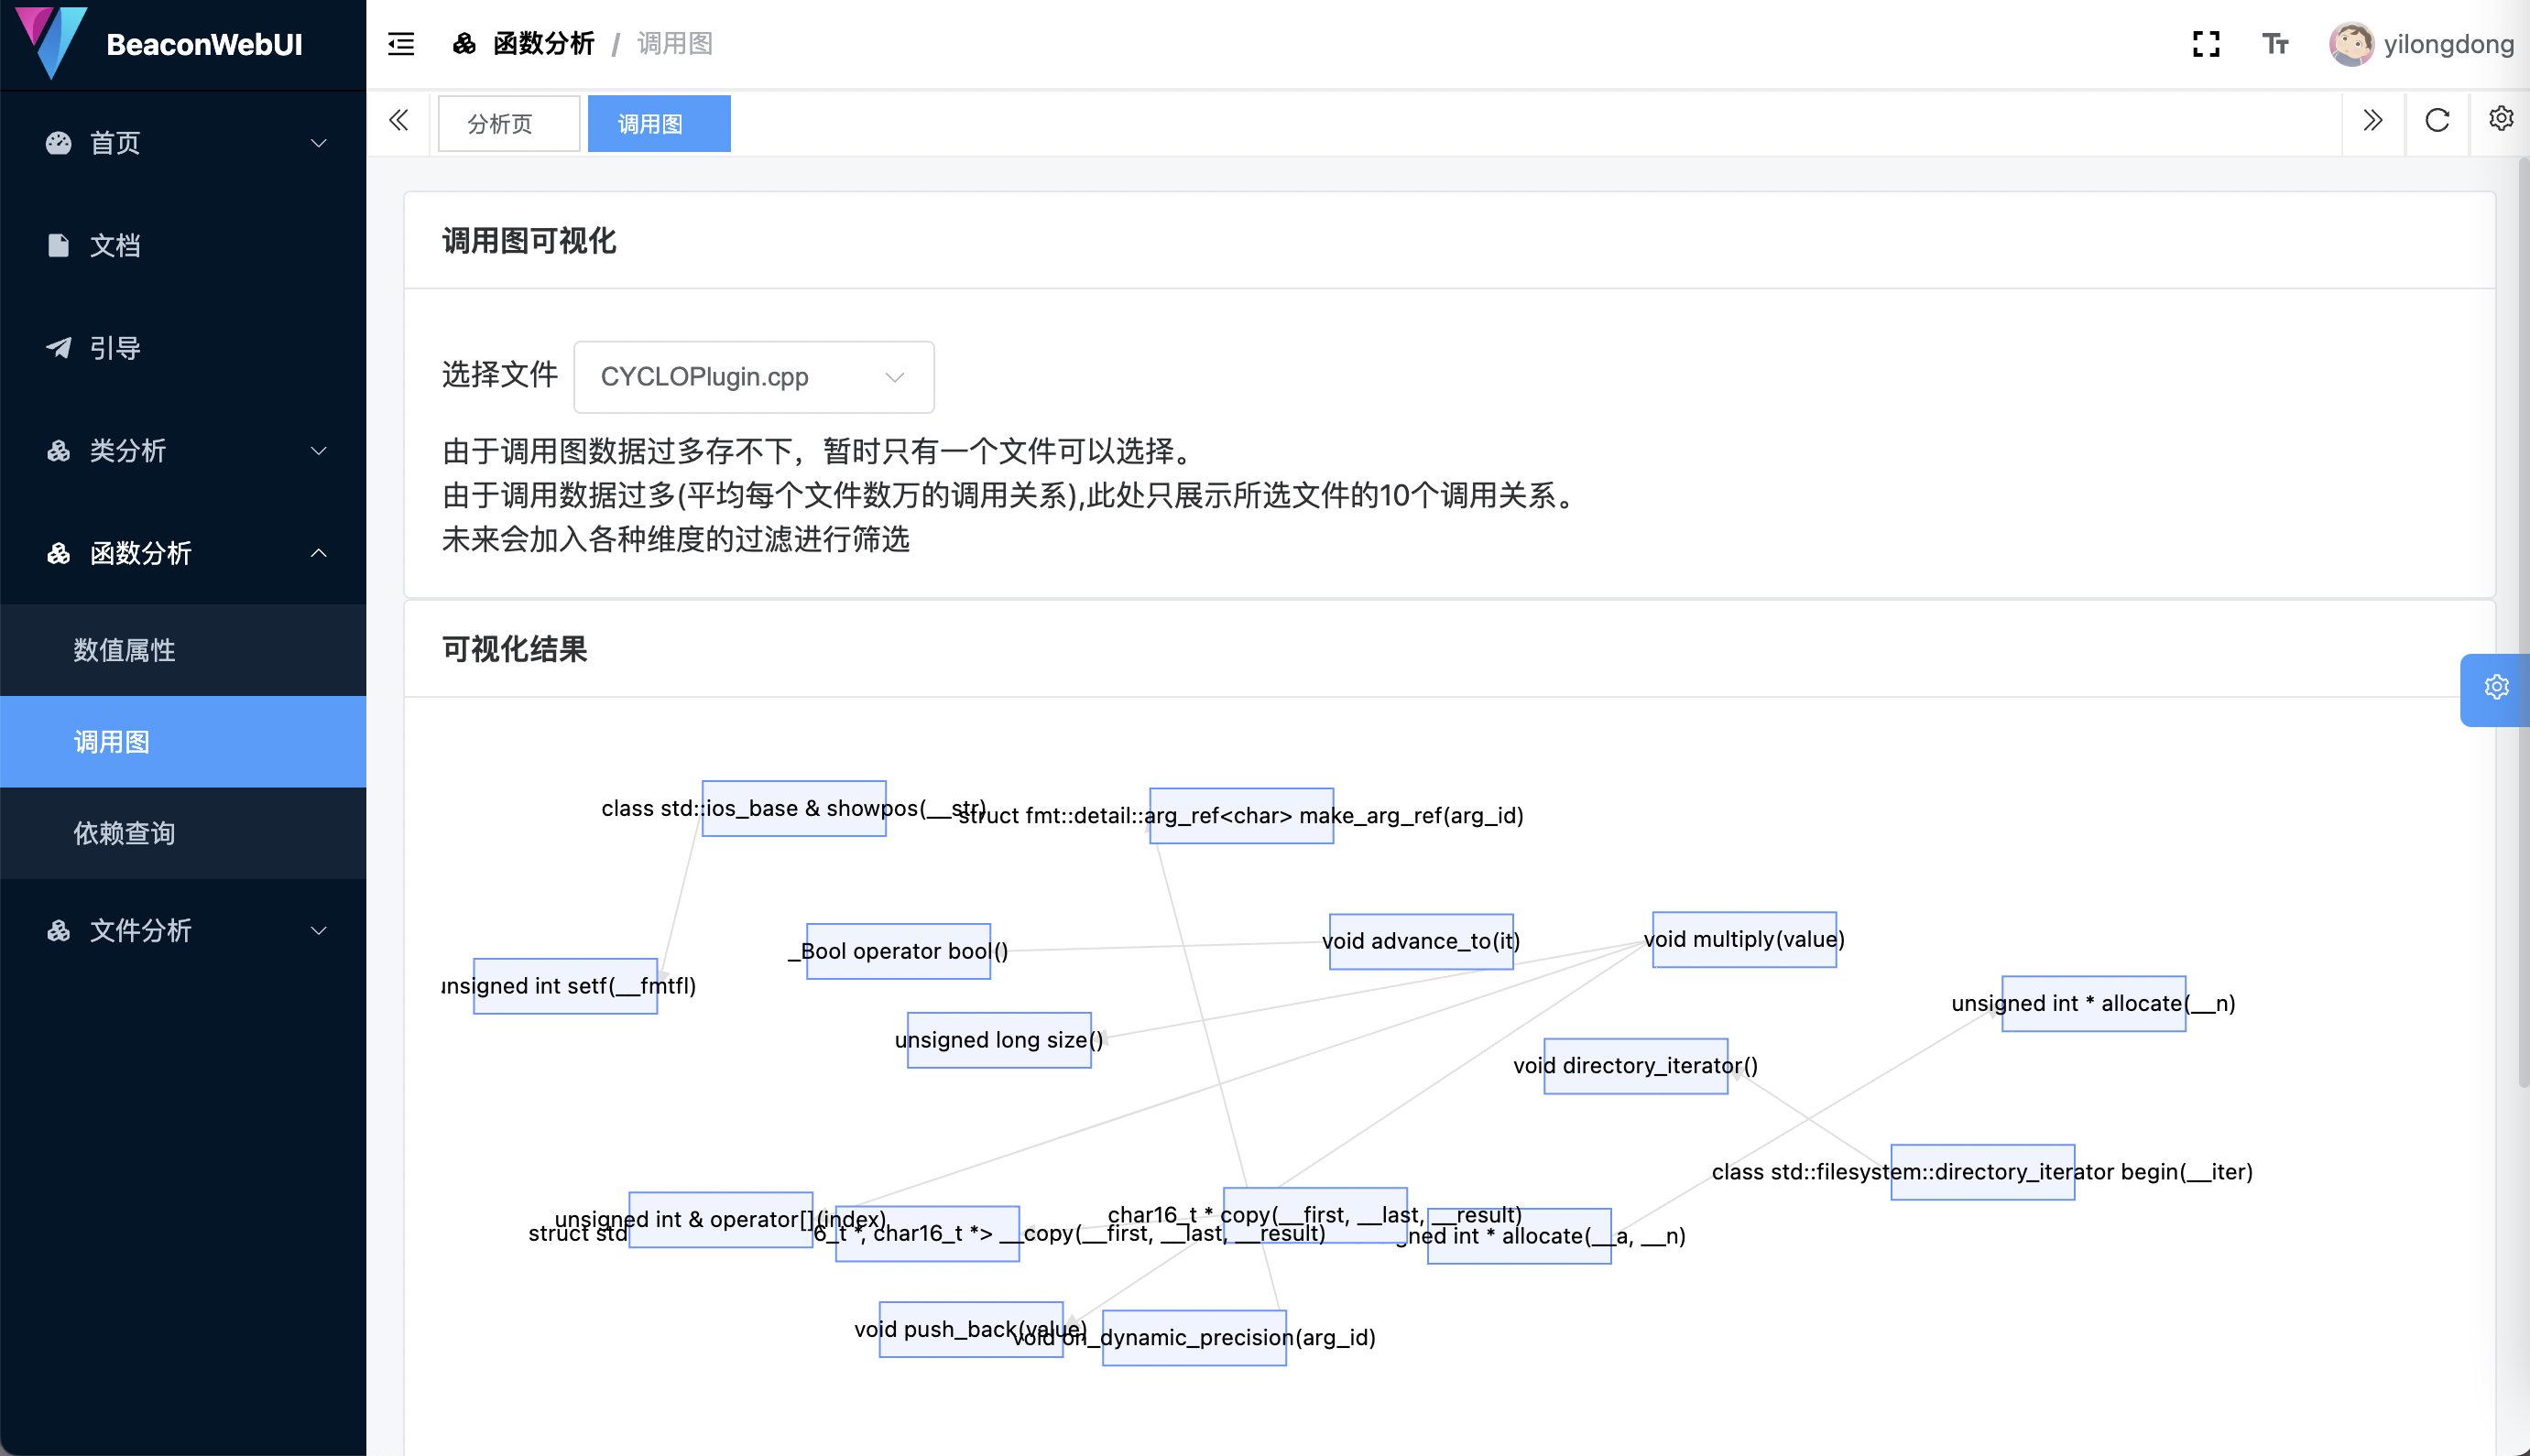 BeaconWebUI
函数分析 / 调用图
yilongdong
首页
文档
引导
类分析
函数分析
数值属性
调用图
依赖查询
文件分析
分析页
调用图
调用图可视化
选择文件
CYCLOPlugin.cpp
由于调用图数据过多存不下，暂时只有一个文件可以选择。
由于调用数据过多(平均每个文件数万的调用关系),此处只展示所选文件的10个调用关系。
未来会加入各种维度的过滤进行筛选
可视化结果
class std::ios_base & showpos(__str)
struct fmt::detail::arg_ref<char> make_arg_ref(arg_id)
_Bool operator bool()
void advance_to(it)
void multiply(value)
unsigned int setf(__fmtfl)
unsigned int * allocate(__n)
unsigned long size()
void directory_iterator()
class std::filesystem::directory_iterator begin(__iter)
unsigned int & operator[](index)
char16_t * copy(__first, __last, __result)
struct std 6_t *, char16_t *> __copy(__first, __last, __result)
ned int * allocate(__a, __n)
void push_back(value)
void on_dynamic_precision(arg_id)